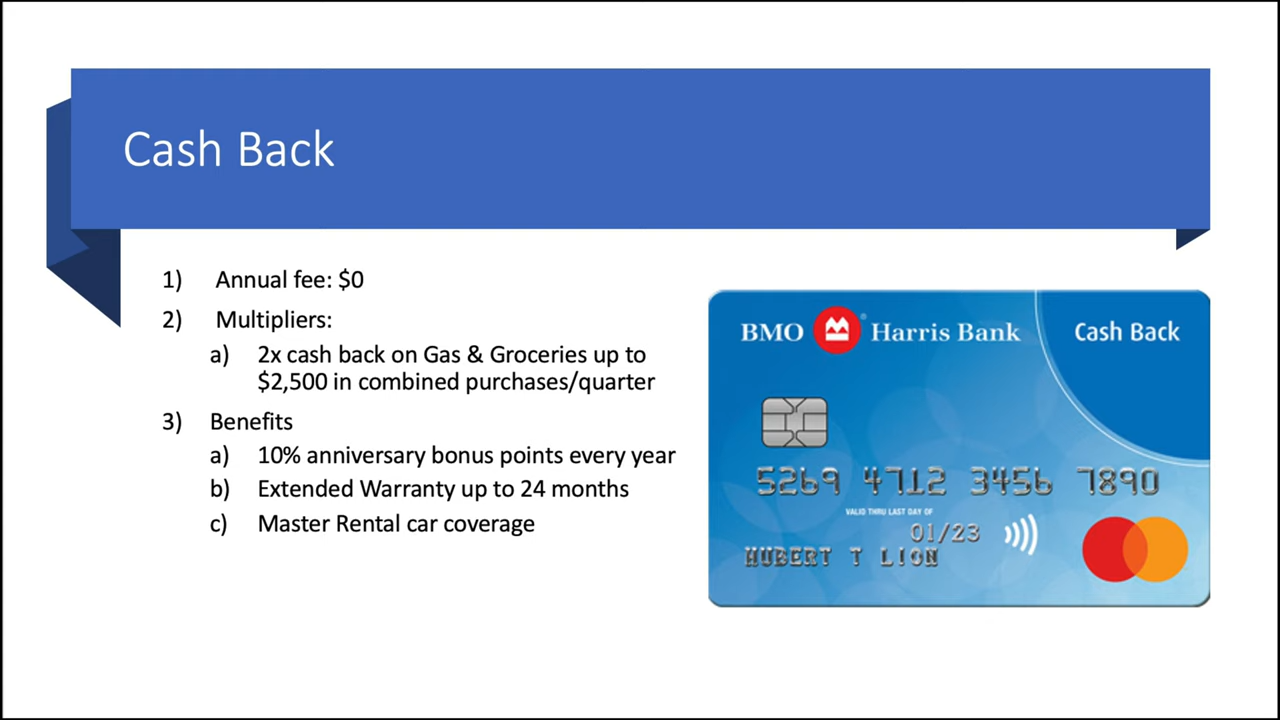 Cash Back
1) Annual fee: $0
2) Multipliers:
a) 2x cash back on Gas & Groceries up to
$2,500 in combined purchases/quarter
3) Benefits
a) 10% anniversary bonus points every year
b) Extended Warranty up to 24 months
c) Master Rental car coverage
BMO ® Harris Bank Cash Back
5269 4712 3456 7890
VALID THRU LAST DAY OF
01/23
HUBERT T LION